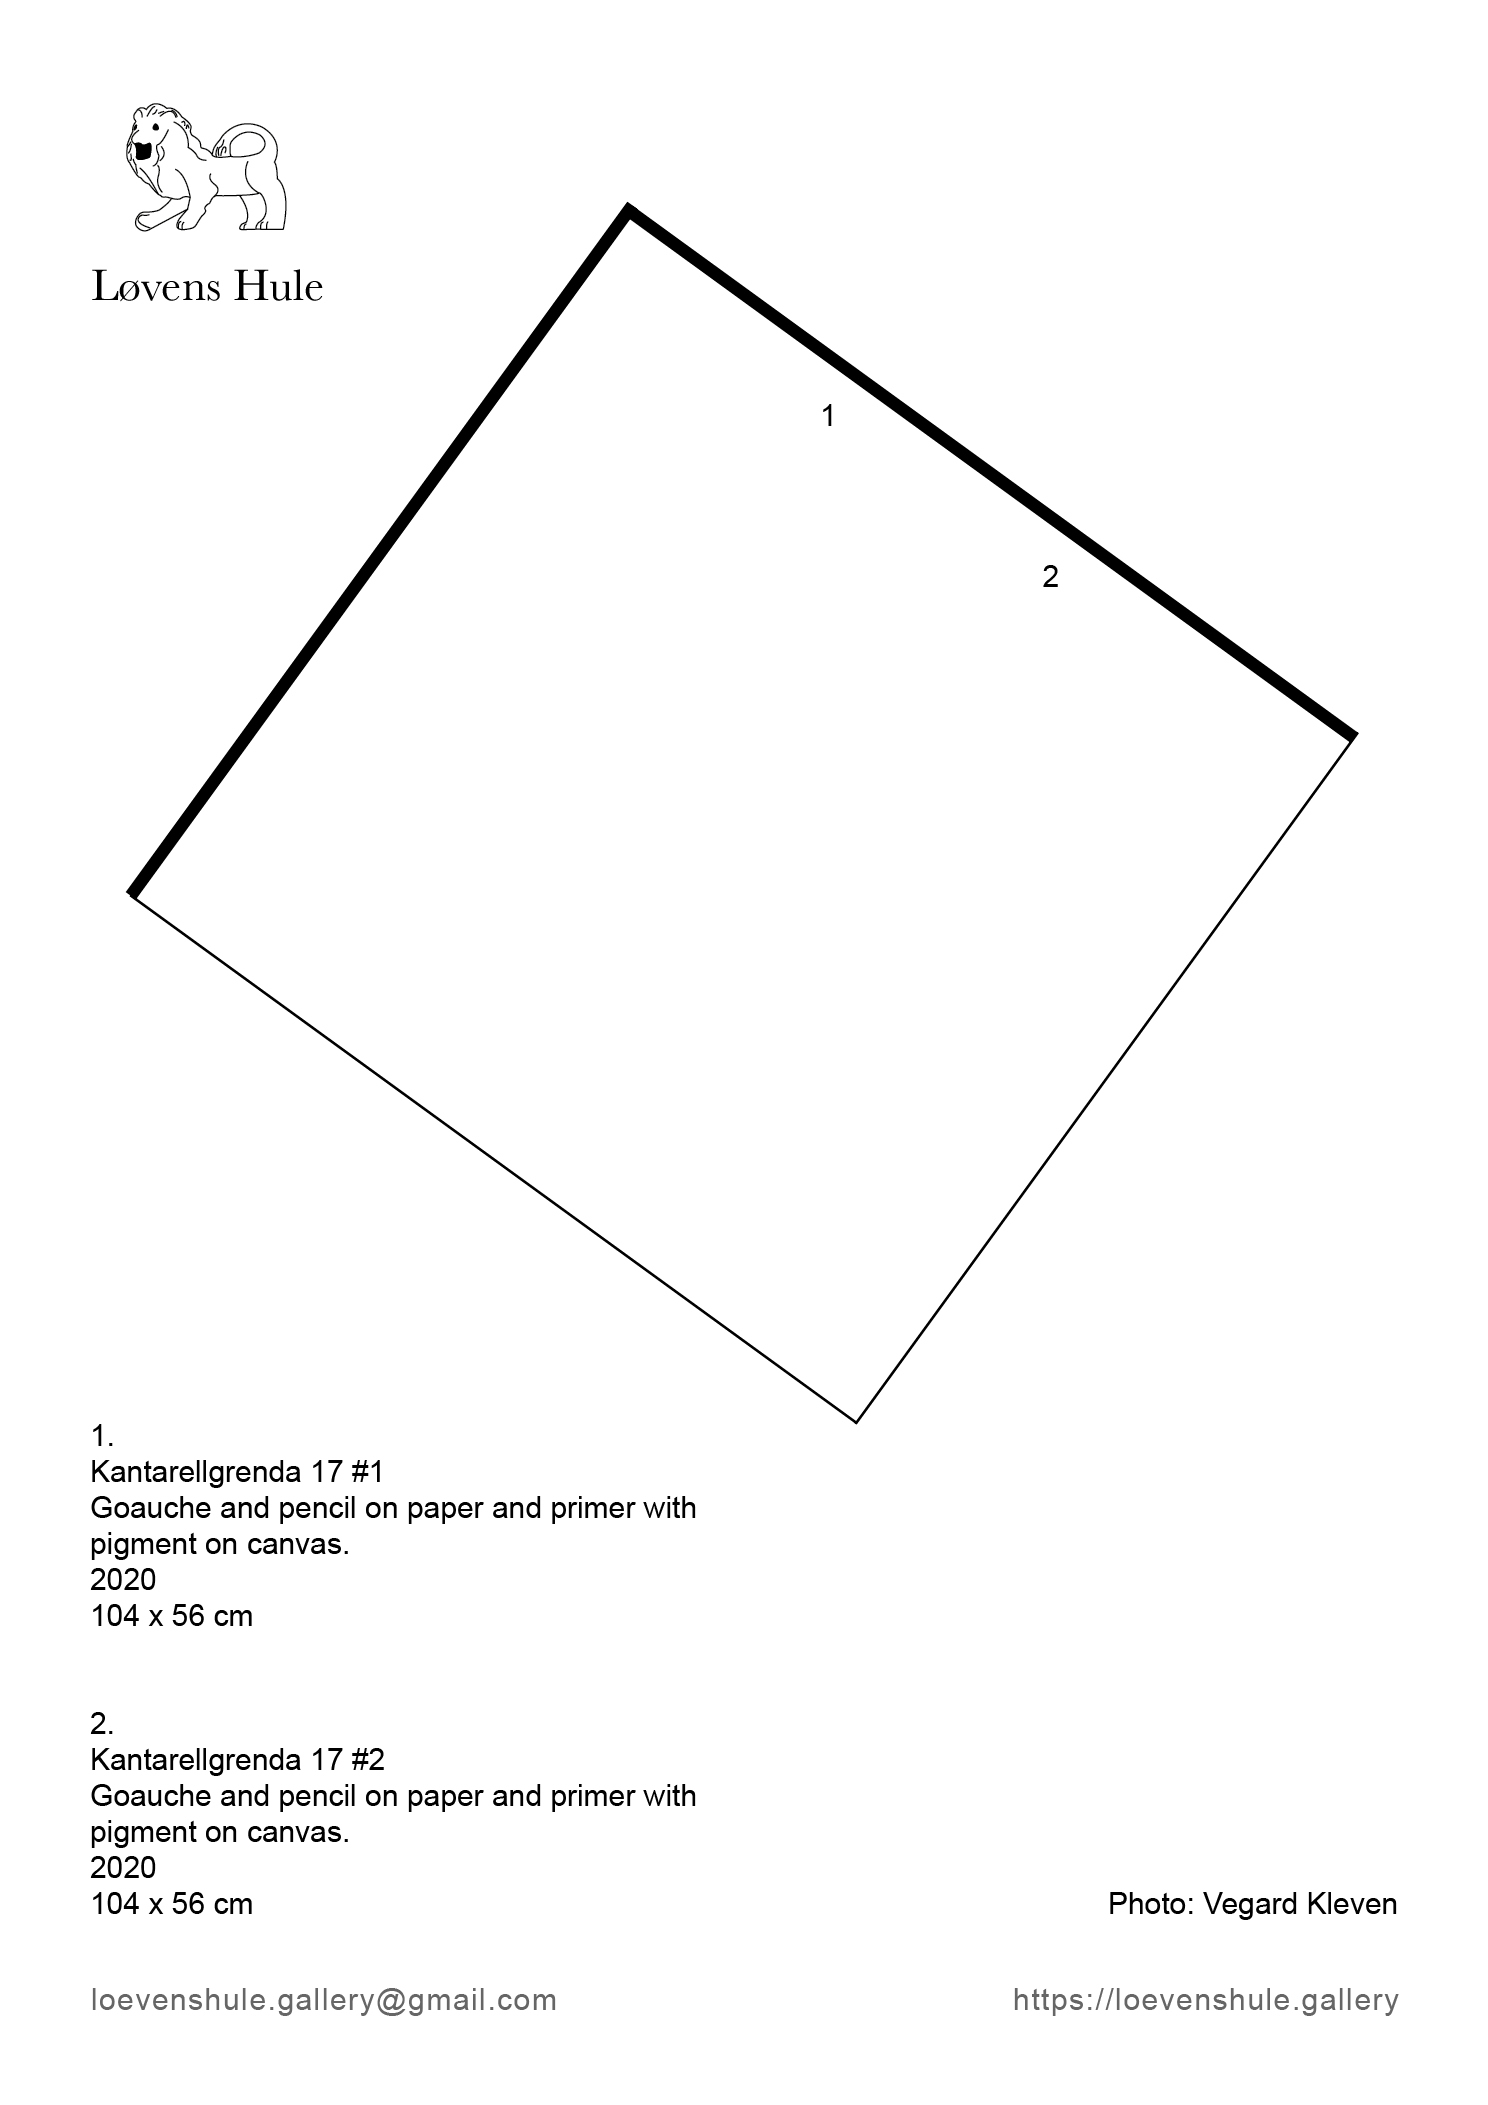 Løvens Hule
1
2
1.
Kantarellgrenda 17 #1
Goauche and pencil on paper and primer with
pigment on canvas.
2020
104 x 56 cm
2.
Kantarellgrenda 17 #2
Goauche and pencil on paper and primer with
pigment on canvas.
2020
104 x 56 cm
Photo: Vegard Kleven
loevenshule.gallery@gmail.com
https://loevenshule.gallery